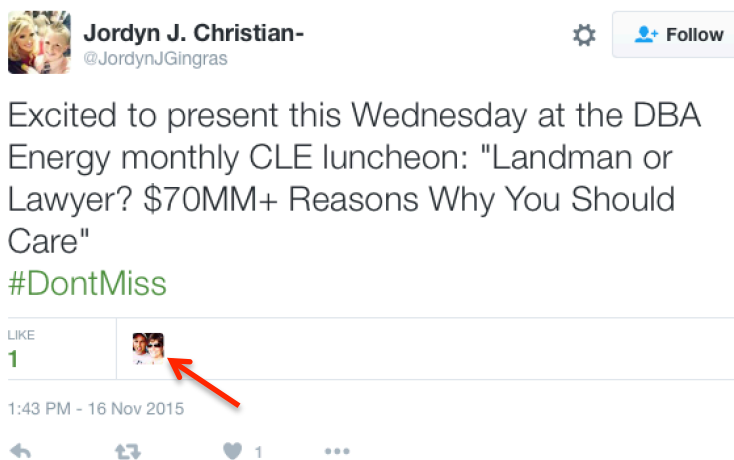 Jordyn J. Christian-
@JordynJGingras
Follow
Excited to present this Wednesday at the DBA
Energy monthly CLE luncheon: "Landman or
Lawyer? $70MM+ Reasons Why You Should
Care"
#DontMiss
LIKE
1
1:43 PM - 16 Nov 2015
1